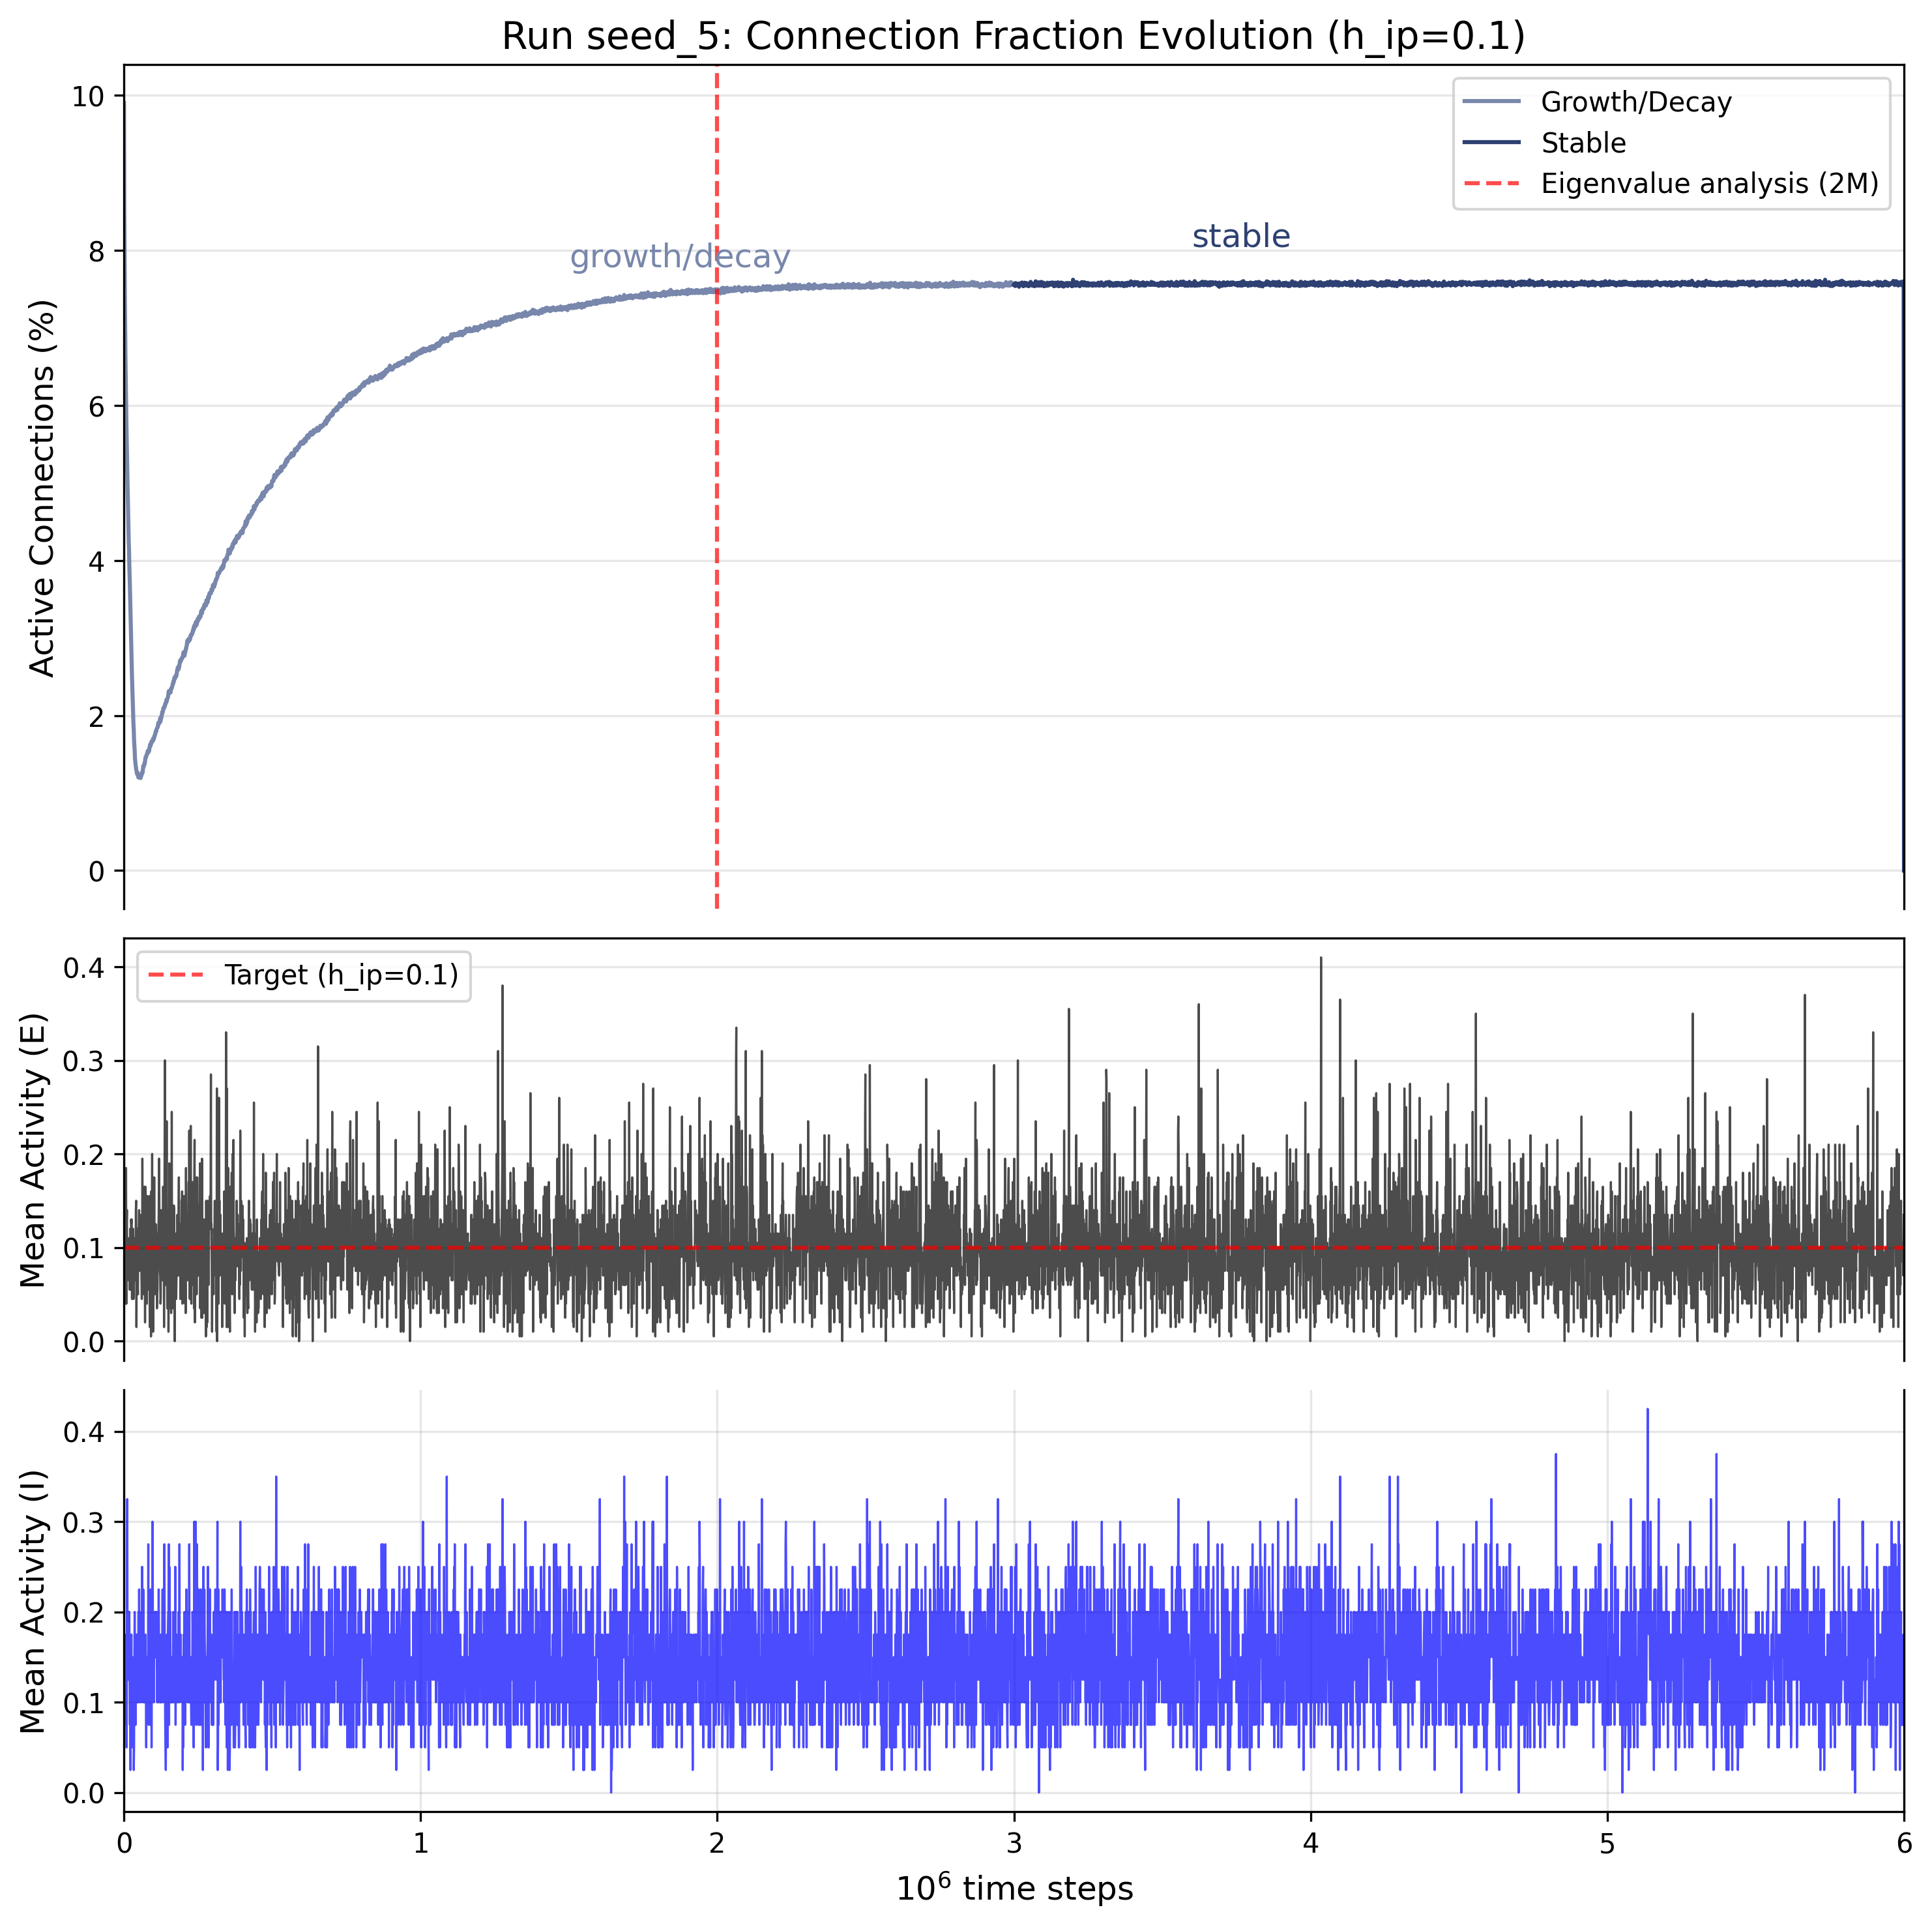 Run seed_5: Connection Fraction Evolution (h_ip=0.1)
Active Connections (%)
10
8
6
4
2
0
Growth/Decay
Stable
Eigenvalue analysis (2M)
growth/decay
stable
Mean Activity (E)
0.4
0.3
0.2
0.1
0.0
Target (h_ip=0.1)
Mean Activity (I)
0.4
0.3
0.2
0.1
0.0
0 1 2 3 4 5 6
10⁶ time steps